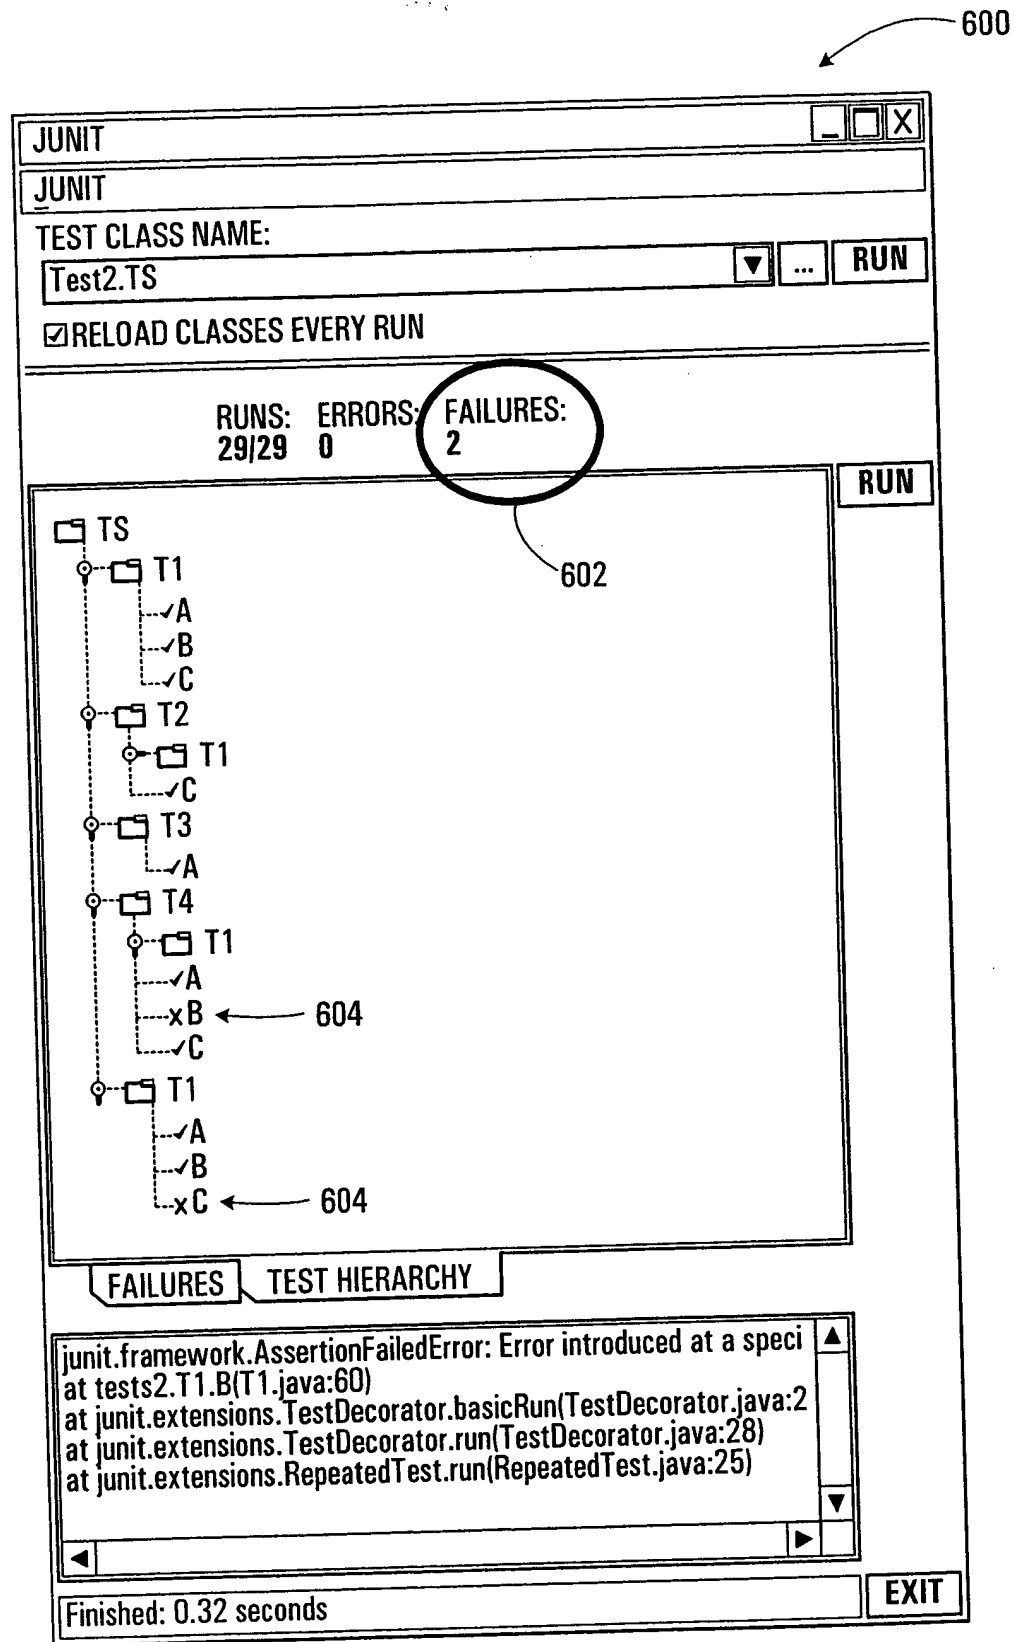 600
JUNIT
JUNIT
TEST CLASS NAME:
Test2.TS
...
RUN
RELOAD CLASSES EVERY RUN
RUNS: ERRORS: FAILURES:
29/29 0 2
RUN
602
TS
T1
A
B
C
T2
T1
C
T3
A
T4
T1
A
x B 604
C
T1
A
B
x C 604
FAILURES TEST HIERARCHY
junit.framework.AssertionFailedError: Error introduced at a speci
at tests2.T1.B(T1.java:60)
at junit.extensions.TestDecorator.basicRun(TestDecorator.java:2
at junit.extensions.TestDecorator.run(TestDecorator.java:28)
at junit.extensions.RepeatedTest.run(RepeatedTest.java:25)
Finished: 0.32 seconds
EXIT